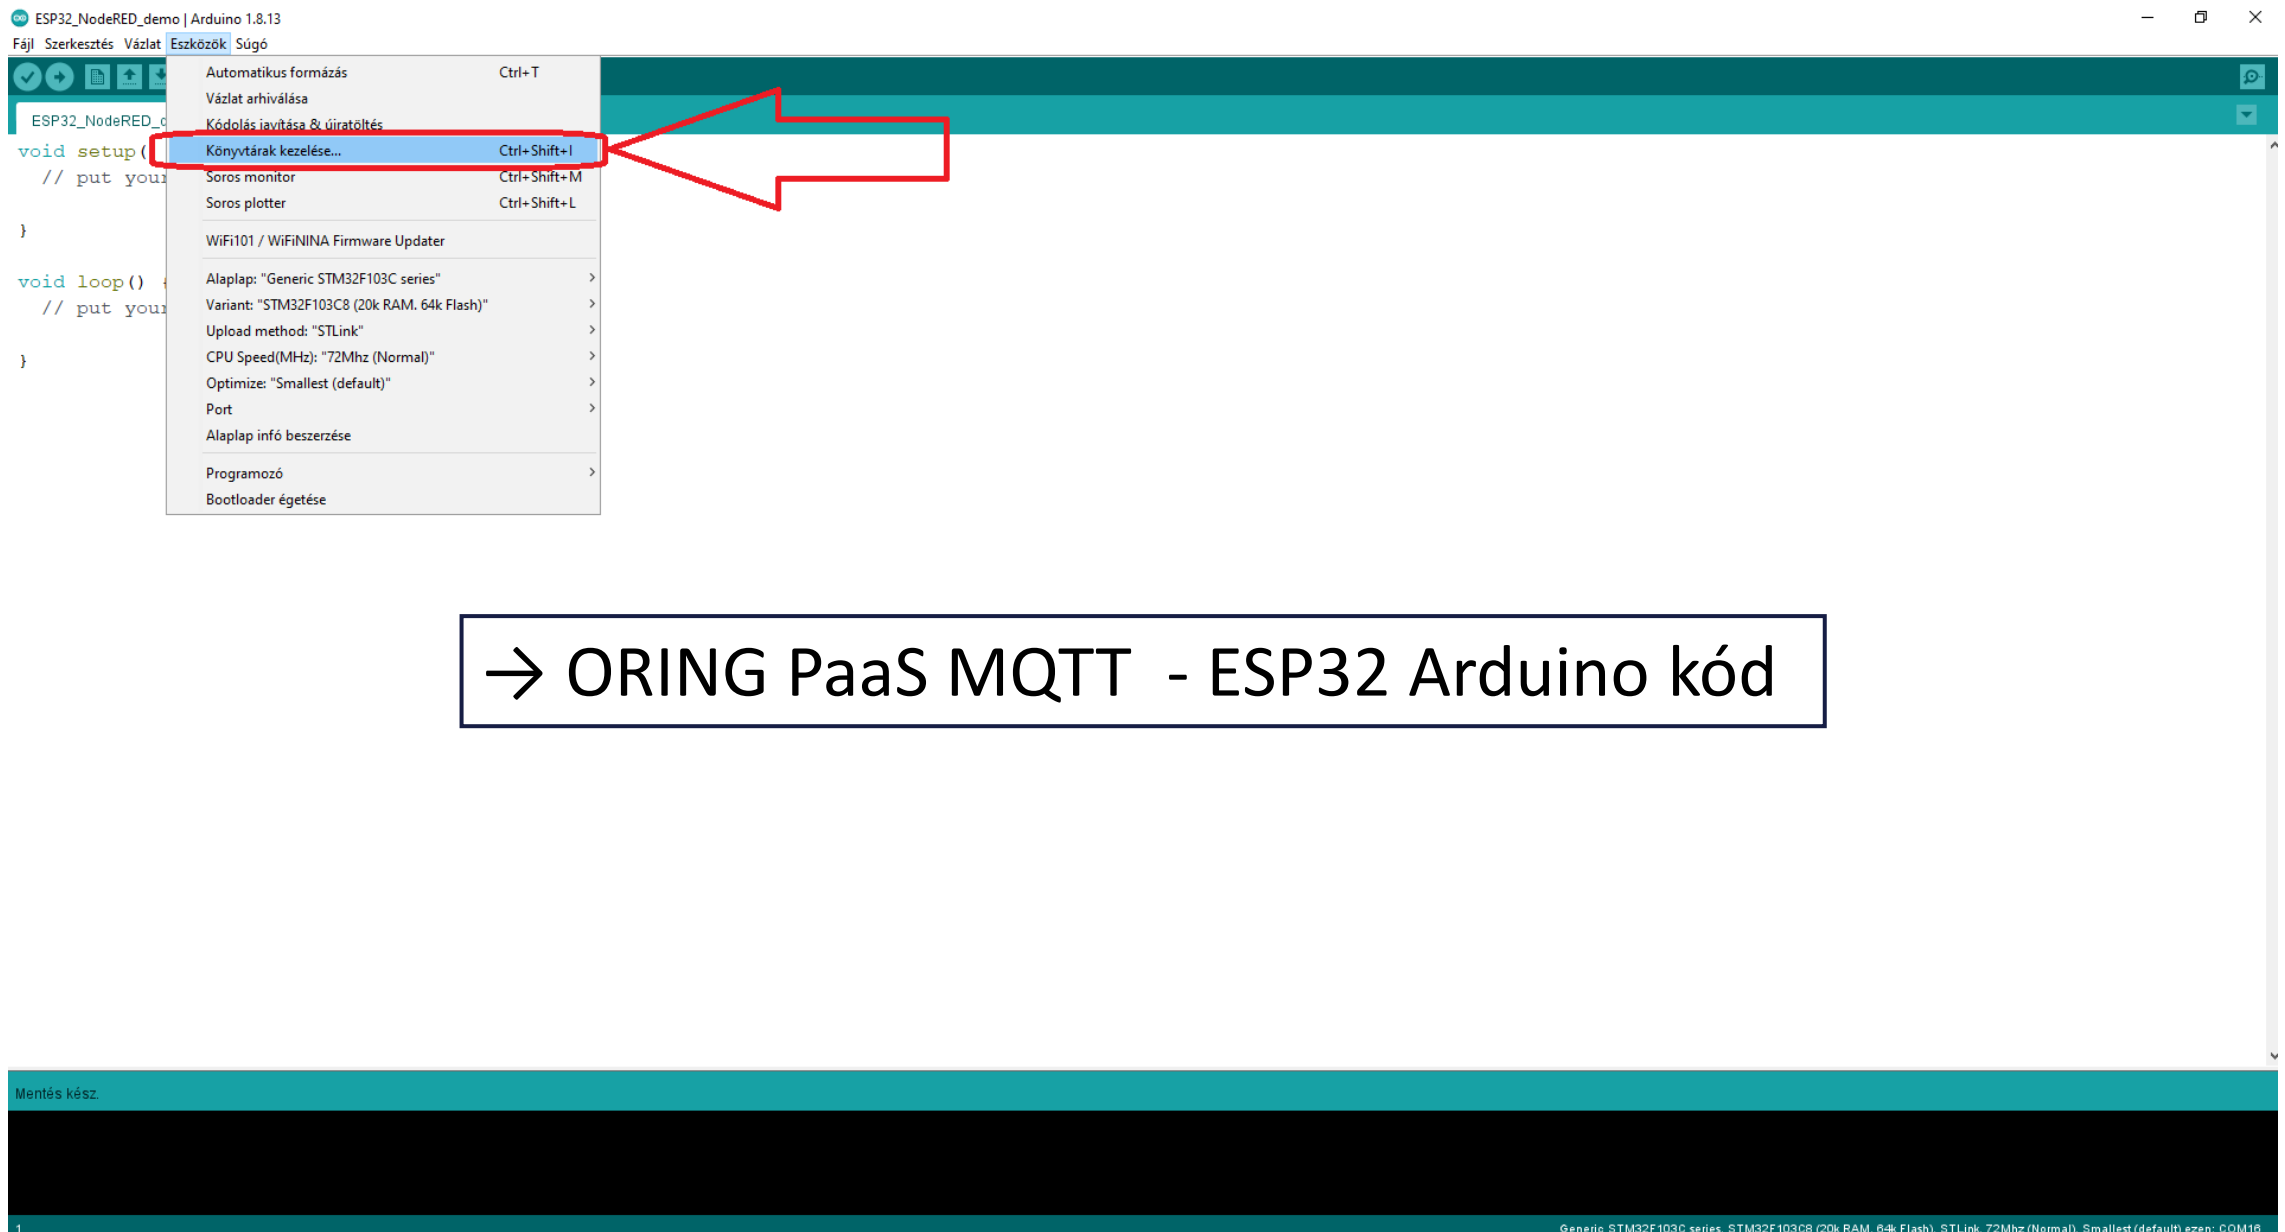 ESP32_NodeRED_demo | Arduino 1.8.13
Fájl Szerkesztés Vázlat Eszközök Súgó
Automatikus formázás Ctrl+T
Vázlat arhiválása
ESP32_NodeRED_
Kódolás javítása & újratöltés
void setup(
Könyvtárak kezelése... Ctrl+Shift+I
// put your
Soros monitor Ctrl+Shift+M
Soros plotter Ctrl+Shift+L
}
WiFi101 / WiFiNINA Firmware Updater
void loop() {
Alaplap: "Generic STM32F103C series"
// put your
Variant: "STM32F103C8 (20k RAM. 64k Flash)"
Upload method: "STLink"
}
CPU Speed(MHz): "72Mhz (Normal)"
Optimize: "Smallest (default)"
Port
Alaplap infó beszerzése
Programozó
Bootloader égetése
→ ORING PaaS MQTT - ESP32 Arduino kód
Mentés kész.
1
Generic STM32F103C series, STM32F103C8 (20k RAM. 64k Flash), STLink, 72Mhz (Normal), Smallest (default) ezen: COM16